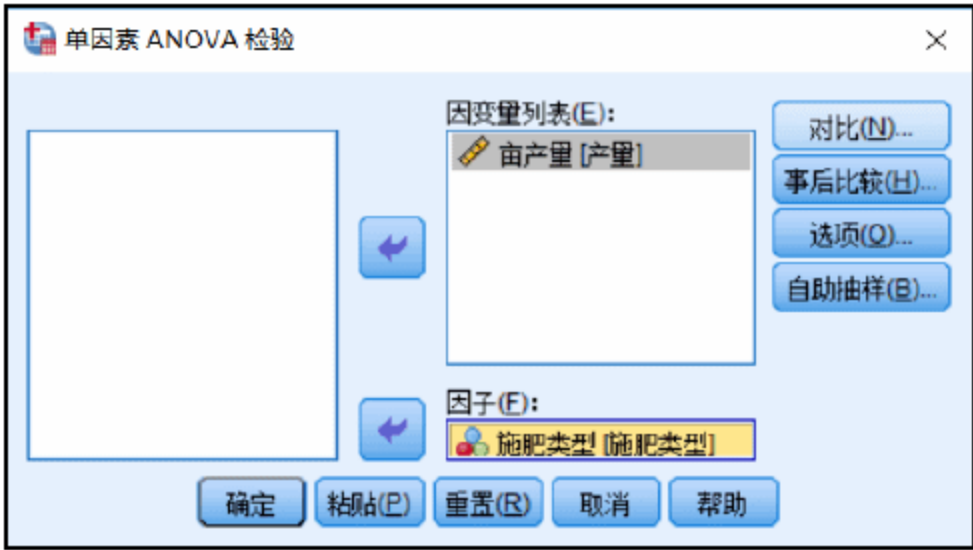 单因素 ANOVA 检验
因变量列表(E):
亩产量 [产量]
对比(N)...
事后比较(H)...
选项(O)...
自助抽样(B)...
因子(F):
施肥类型 [施肥类型]
确定
粘贴(P)
重置(R)
取消
帮助